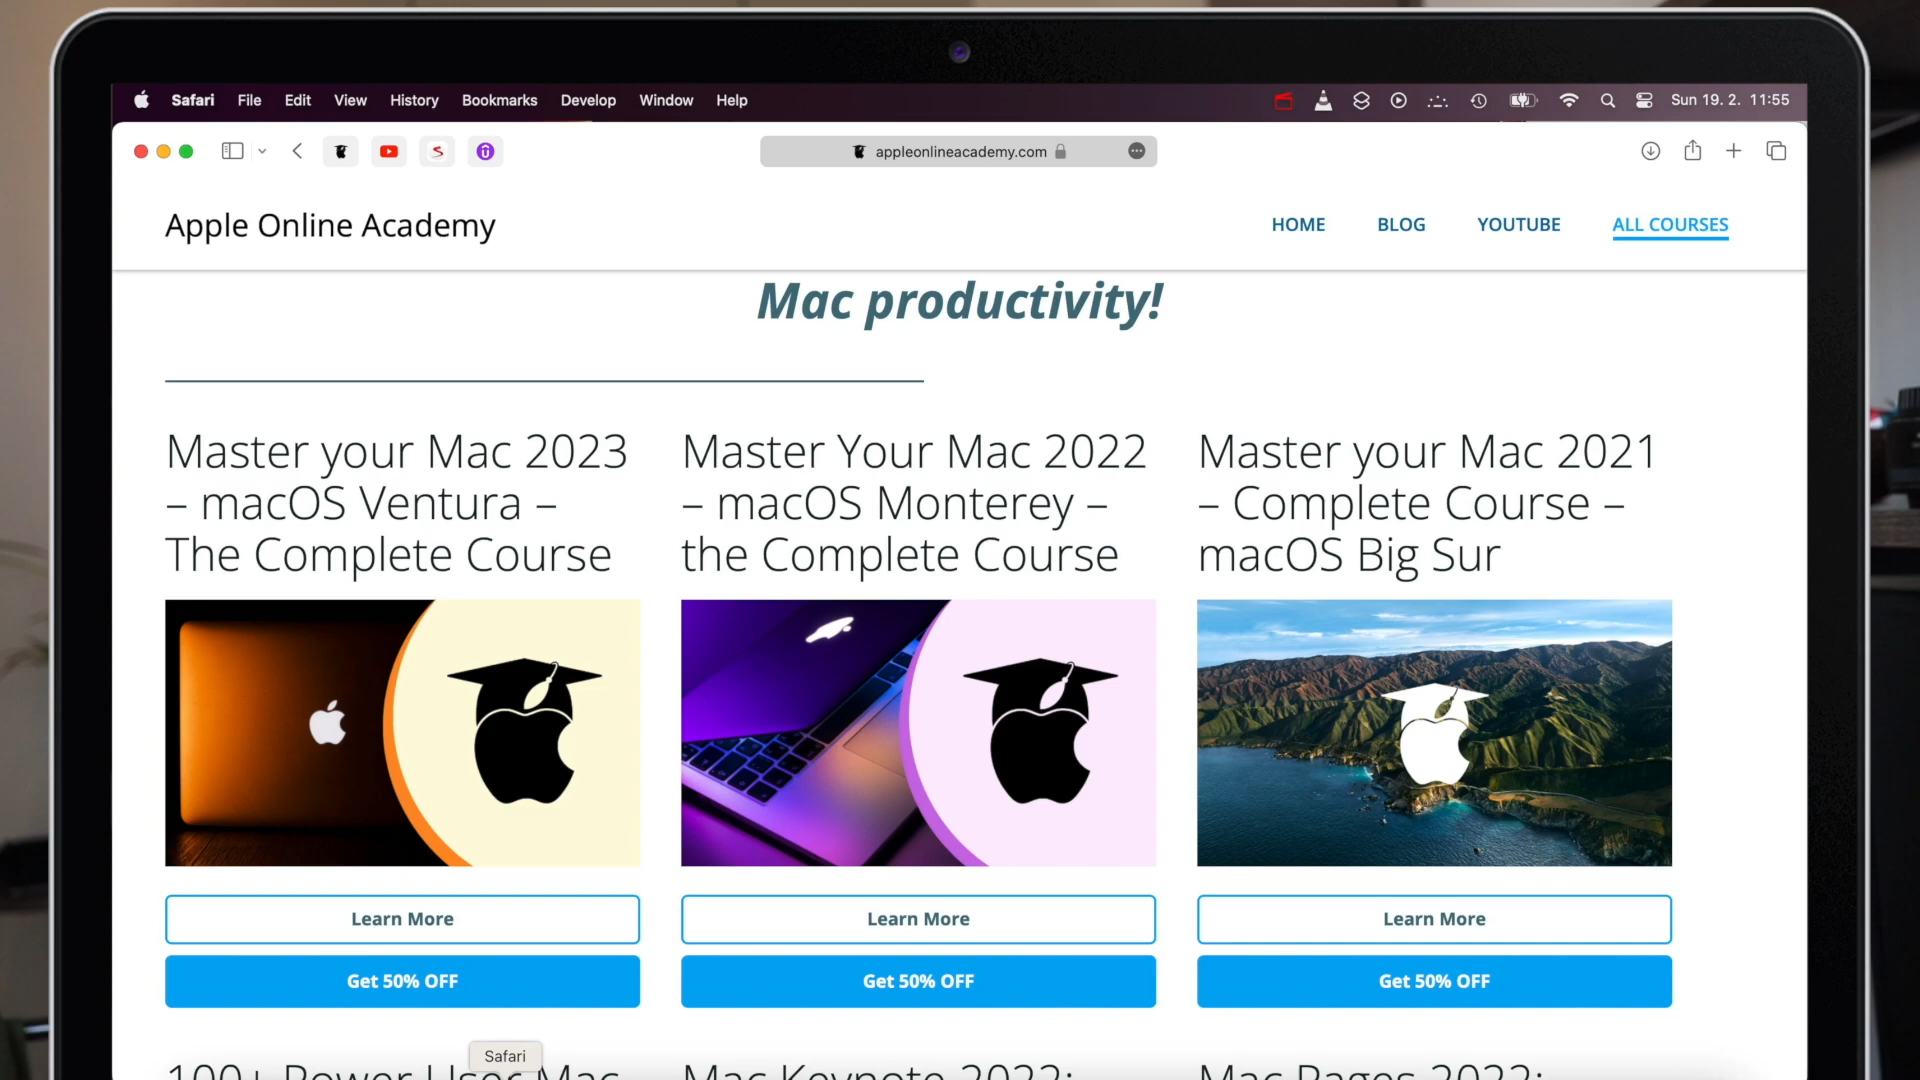 Safari File Edit View History Bookmarks Develop Window Help Sun 19. 2. 11:55
appleonlineacademy.com
Apple Online Academy HOME BLOG YOUTUBE ALL COURSES
Mac productivity!
Master your Mac 2023
– macOS Ventura –
The Complete Course
Master Your Mac 2022
– macOS Monterey –
the Complete Course
Master your Mac 2021
– Complete Course –
macOS Big Sur
Learn More Learn More Learn More
Get 50% OFF Get 50% OFF Get 50% OFF
Safari
100+ Power User Mac
Mac Keynote 2022:
Mac Pages 2022: